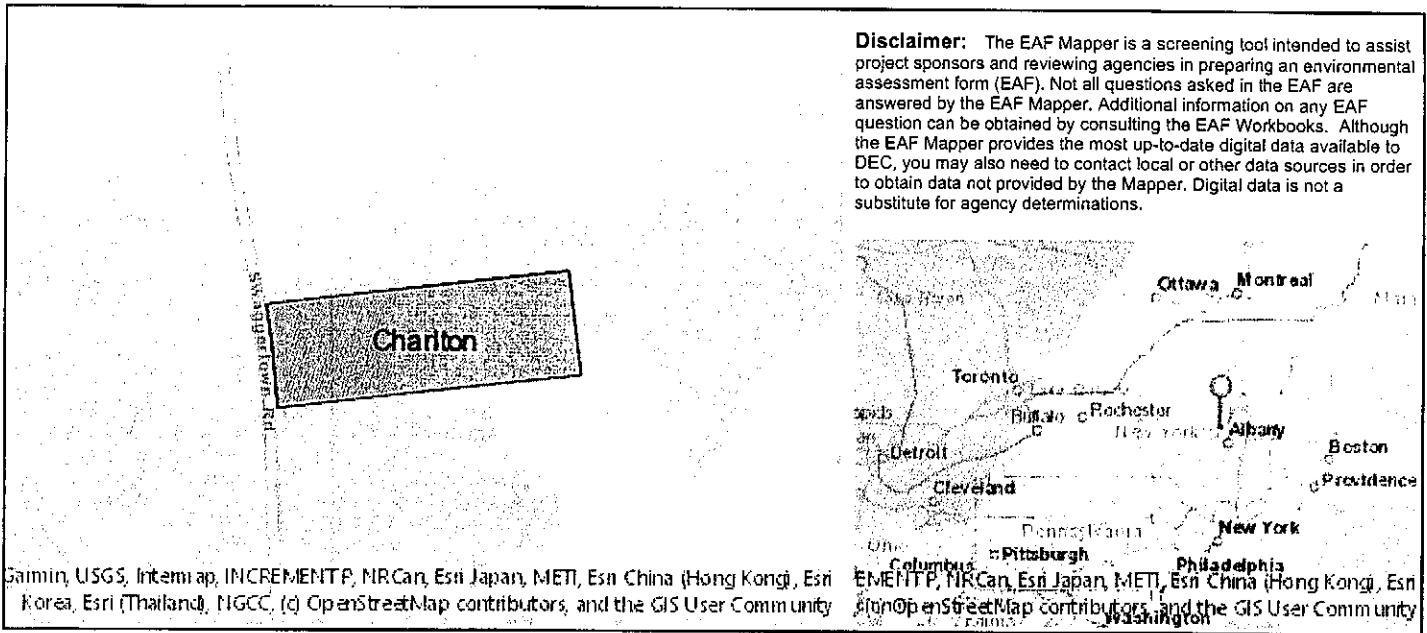 Disclaimer: The EAF Mapper is a screening tool intended to assist
project sponsors and reviewing agencies in preparing an environmental
assessment form (EAF). Not all questions asked in the EAF are
answered by the EAF Mapper. Additional information on any EAF
question can be obtained by consulting the EAF Workbooks. Although
the EAF Mapper provides the most up-to-date digital data available to
DEC, you may also need to contact local or other data sources in order
to obtain data not provided by the Mapper. Digital data is not a
substitute for agency determinations.
Swaggertown Rd
Charlton
Garmin, USGS, Intermap, INCREMENT P, NRCan, Esri Japan, METI, Esri China (Hong Kong), Esri
Korea, Esri (Thailand), NGCC, (c) OpenStreetMap contributors, and the GIS User Community
Ottawa
Montreal
Toronto
Buffalo
Rochester
New York
Albany
Detroit
Boston
Providence
Cleveland
Pennsylvania
New York
Ohio
Pittsburgh
Columbus
Philadelphia
EMENT P, NRCan, Esri Japan, METI, Esri China (Hong Kong), Esri
OpenStreetMap contributors, and the GIS User Community
Washington